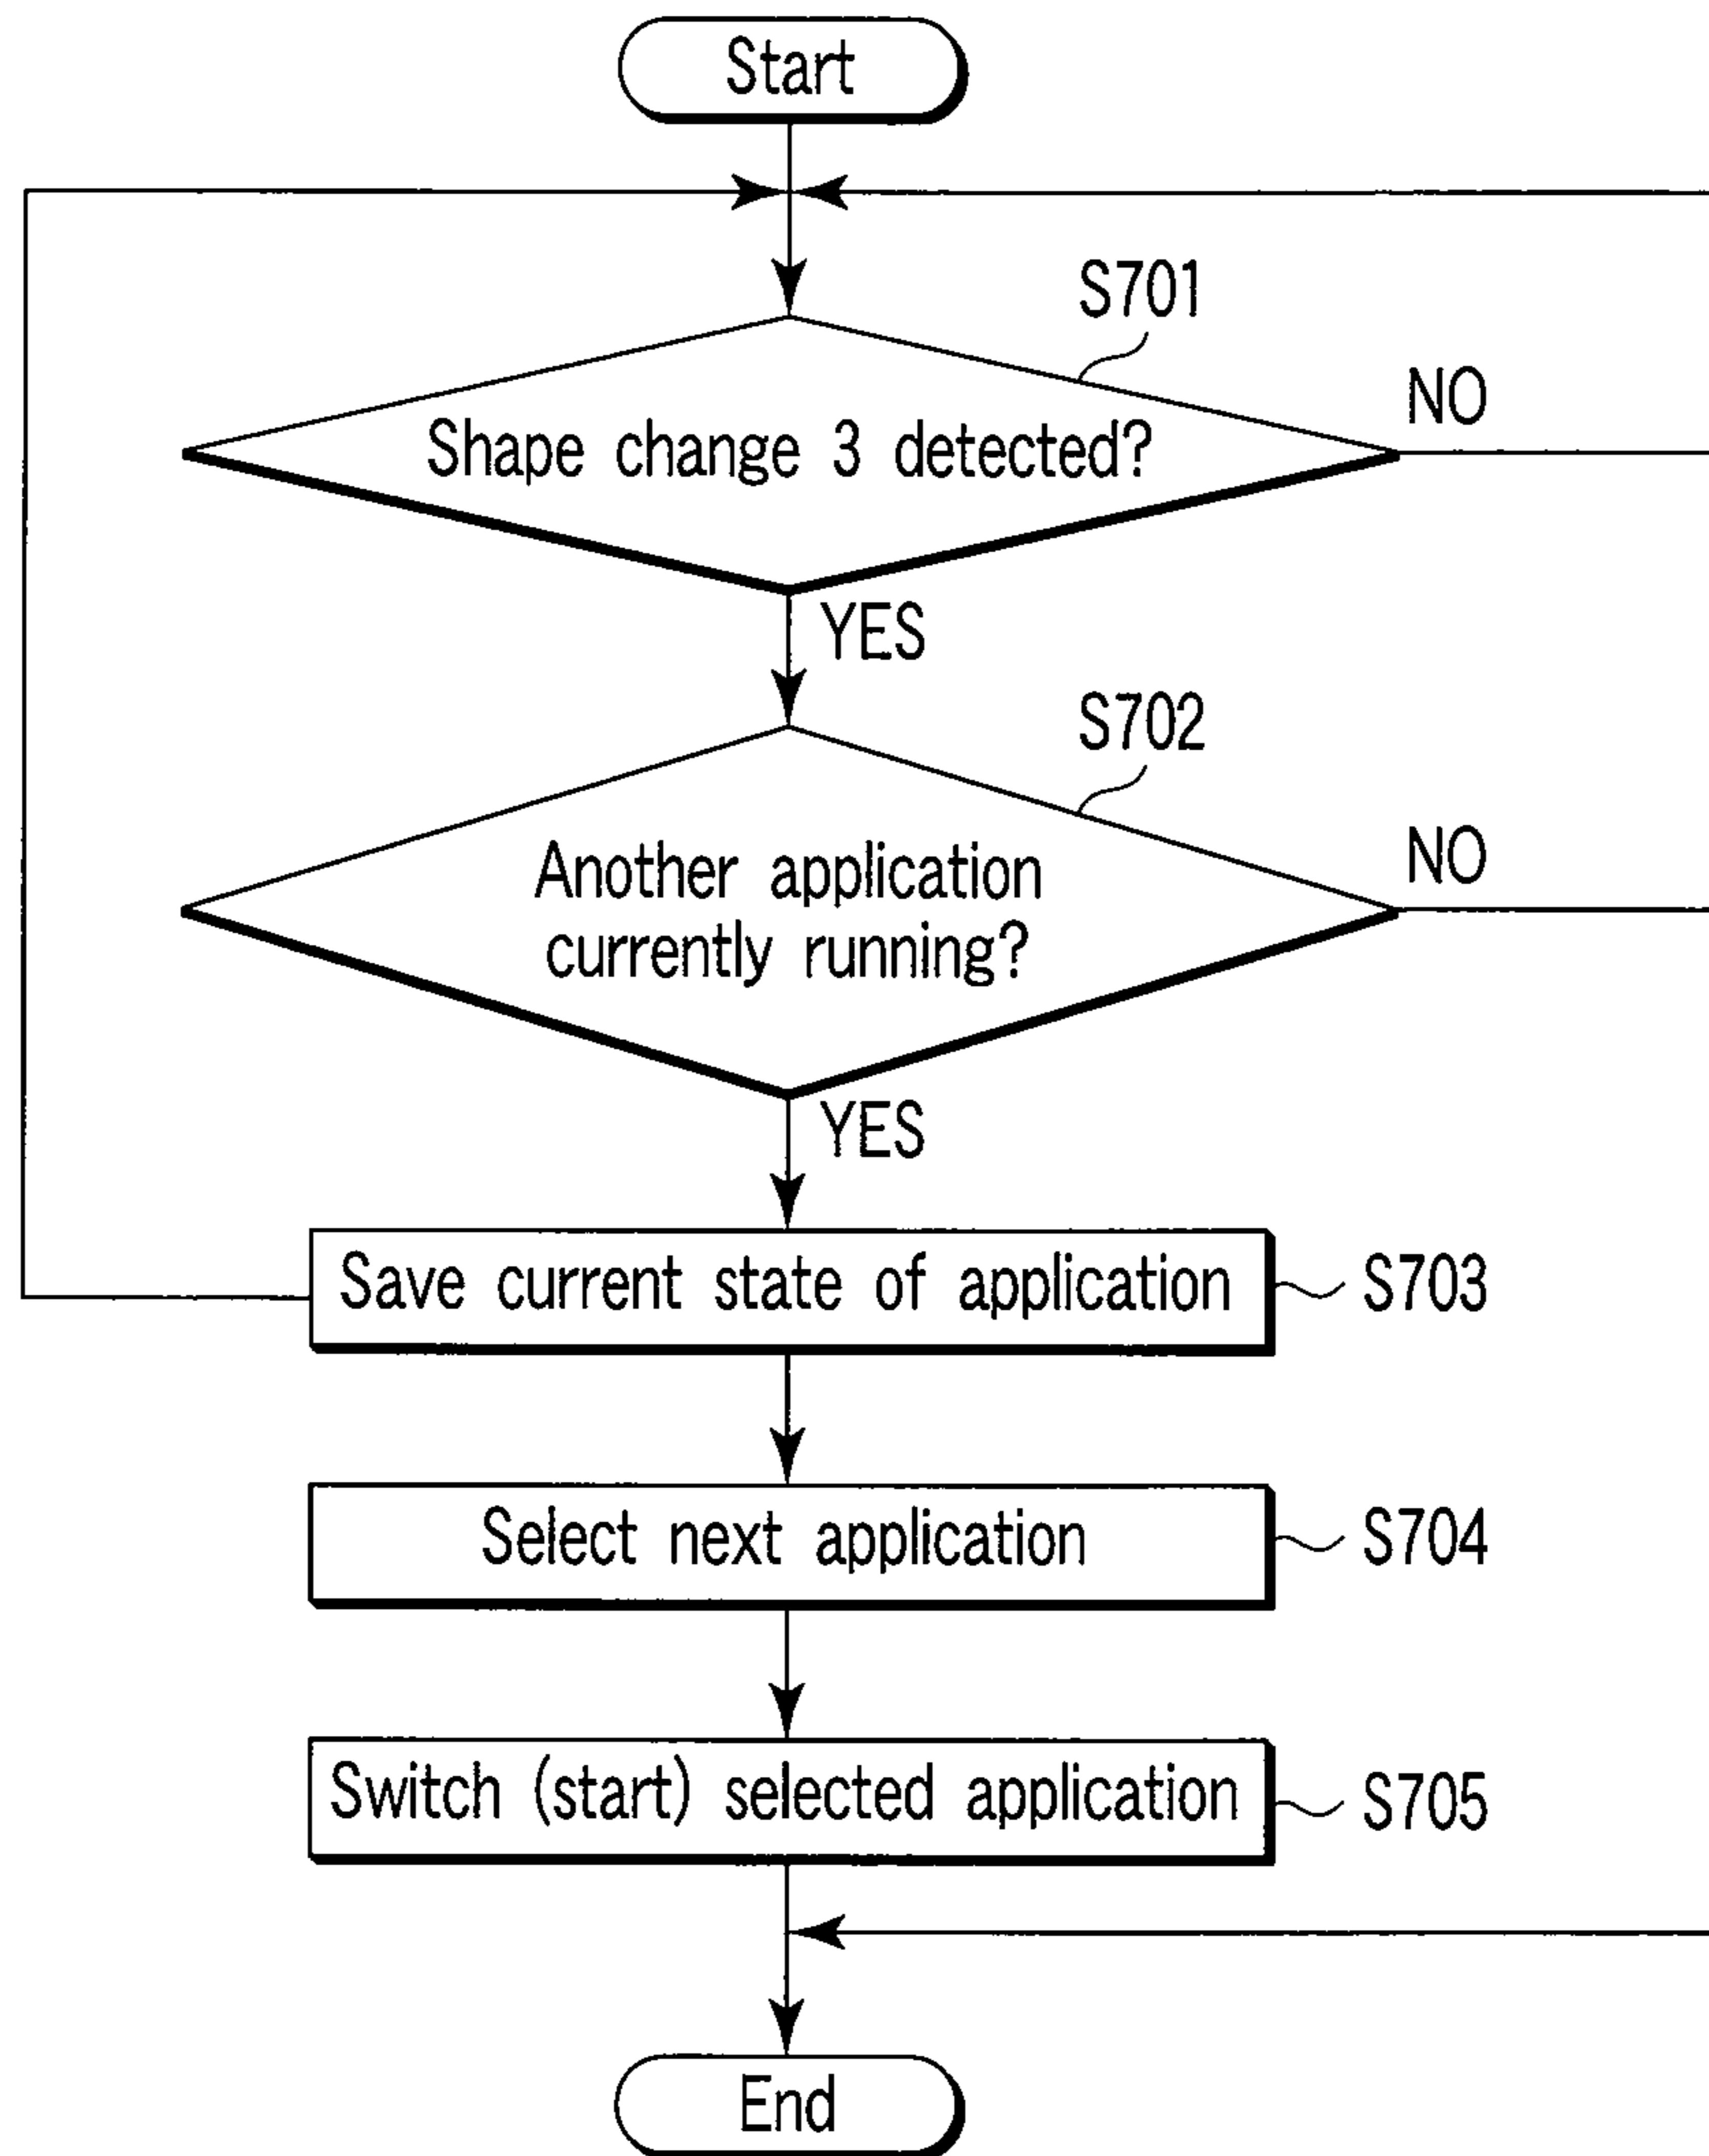 Start
S701
NO
Shape change 3 detected?
YES
S702
NO
Another application
currently running?
YES
Save current state of application
S703
Select next application
S704
Switch (start) selected application
S705
End